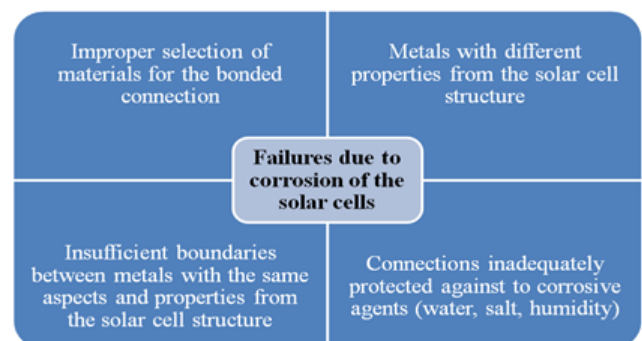 Improper selection of
materials for the bonded
connection
Metals with different
properties from the solar cell
structure
Failures due to
corrosion of the
solar cells
Insufficient boundaries
between metals with the same
aspects and properties from
the solar cell structure
Connections inadequately
protected against to corrosive
agents (water, salt, humidity)